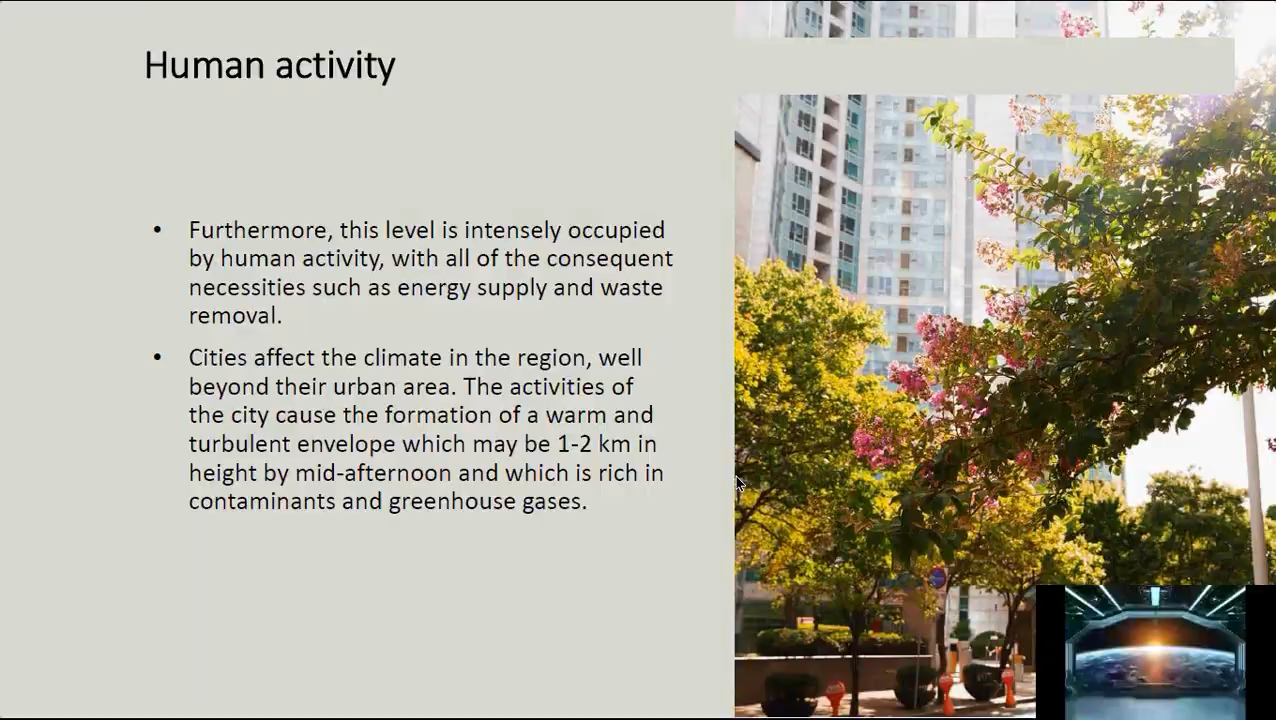 Human activity
• Furthermore, this level is intensely occupied
by human activity, with all of the consequent
necessities such as energy supply and waste
removal.
• Cities affect the climate in the region, well
beyond their urban area. The activities of
the city cause the formation of a warm and
turbulent envelope which may be 1-2 km in
height by mid-afternoon and which is rich in
contaminants and greenhouse gases.